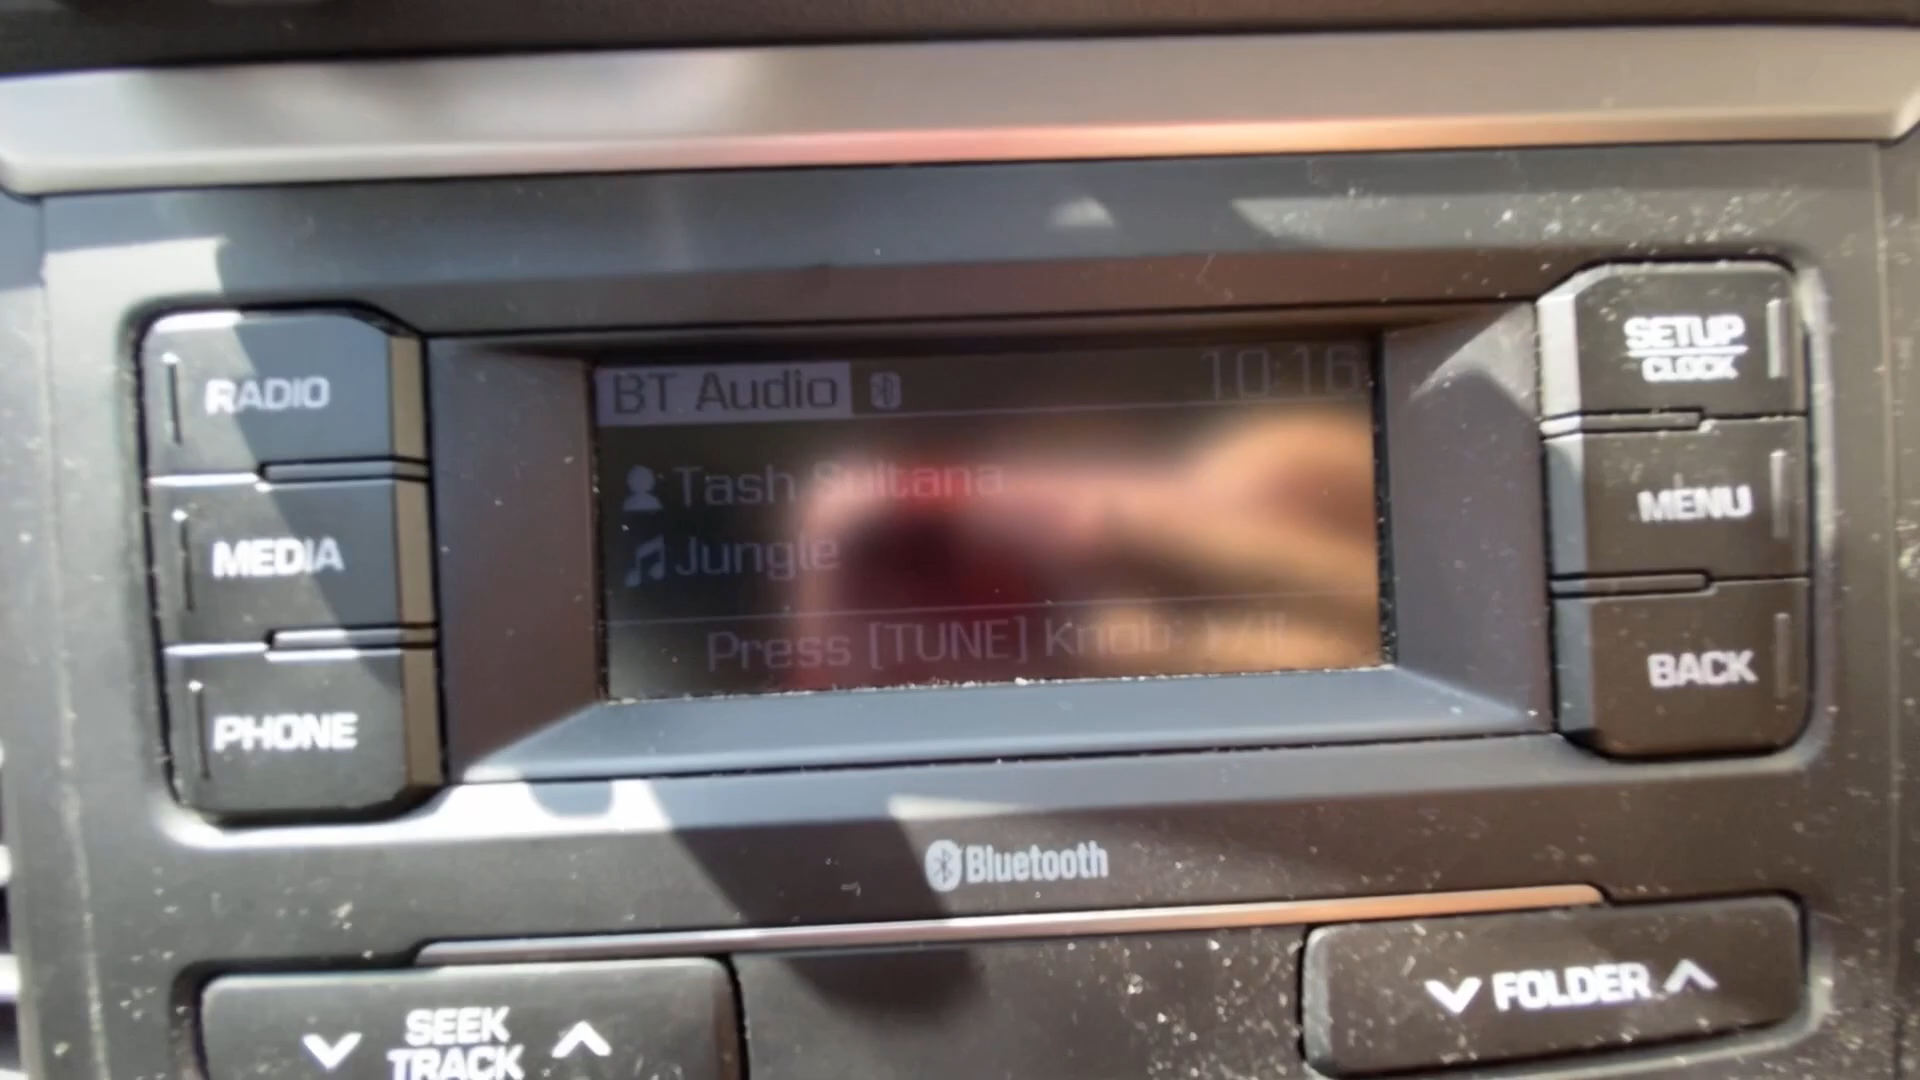 BT Audio 10:16
Tash Sultana
Jungle
Press [TUNE] Knob:
RADIO
MEDIA
PHONE
SETUP
CLOCK
MENU
BACK
Bluetooth
SEEK
TRACK
FOLDER